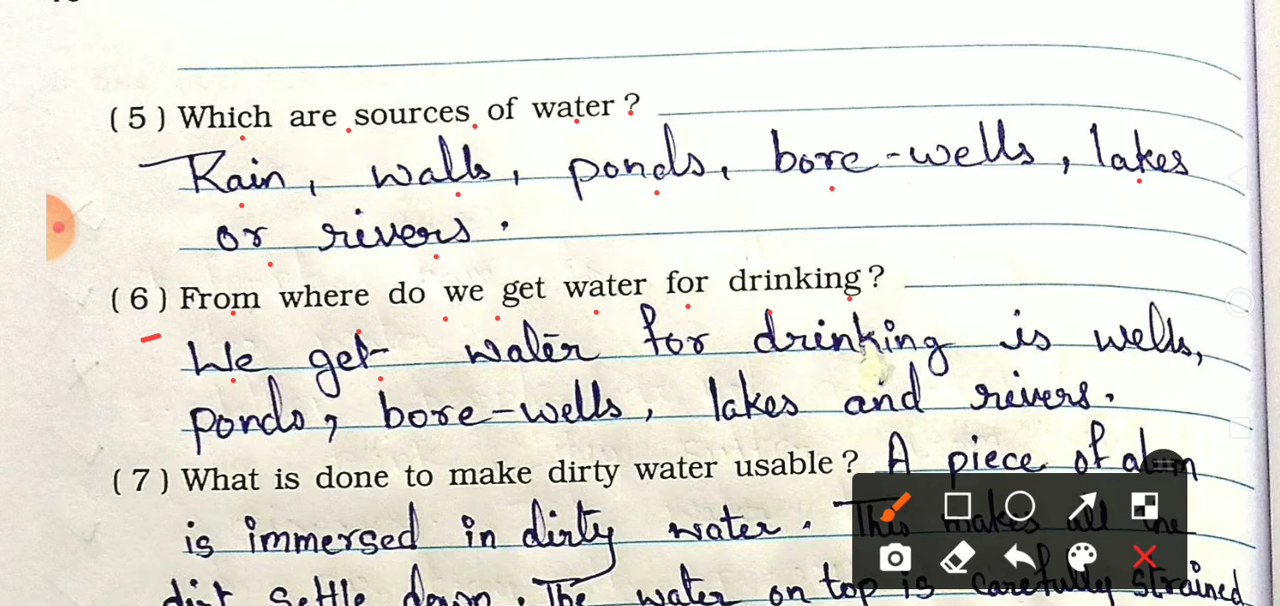 (5) Which are sources of water?
Rain, walls, ponds, bore-wells, lakes
or rivers.
(6) From where do we get water for drinking?
We get water for drinking is wells,
ponds, bore-wells, lakes and rivers.
(7) What is done to make dirty water usable? A piece of alum
is immersed in dirty water. This makes all the
dirt settle down. The water on top is carefully strained